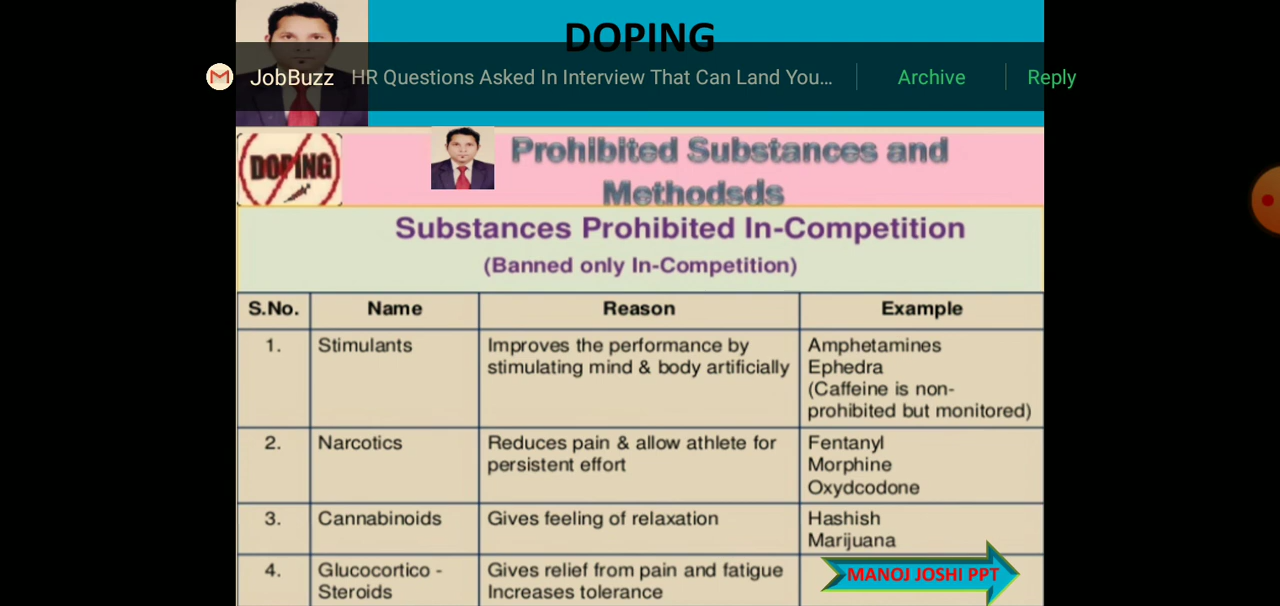 DOPING
JobBuzz HR Questions Asked In Interview That Can Land You... Archive Reply
DOPING
Prohibited Substances and
Methodsds
Substances Prohibited In-Competition
(Banned only In-Competition)
S.No. Name Reason Example
1. Stimulants Improves the performance by Amphetamines
stimulating mind & body artificially Ephedra
(Caffeine is non-
prohibited but monitored)
2. Narcotics Reduces pain & allow athlete for Fentanyl
persistent effort Morphine
Oxydcodone
3. Cannabinoids Gives feeling of relaxation Hashish
Marijuana
4. Glucocortico - Gives relief from pain and fatigue
Steroids Increases tolerance
MANOJ JOSHI PPT